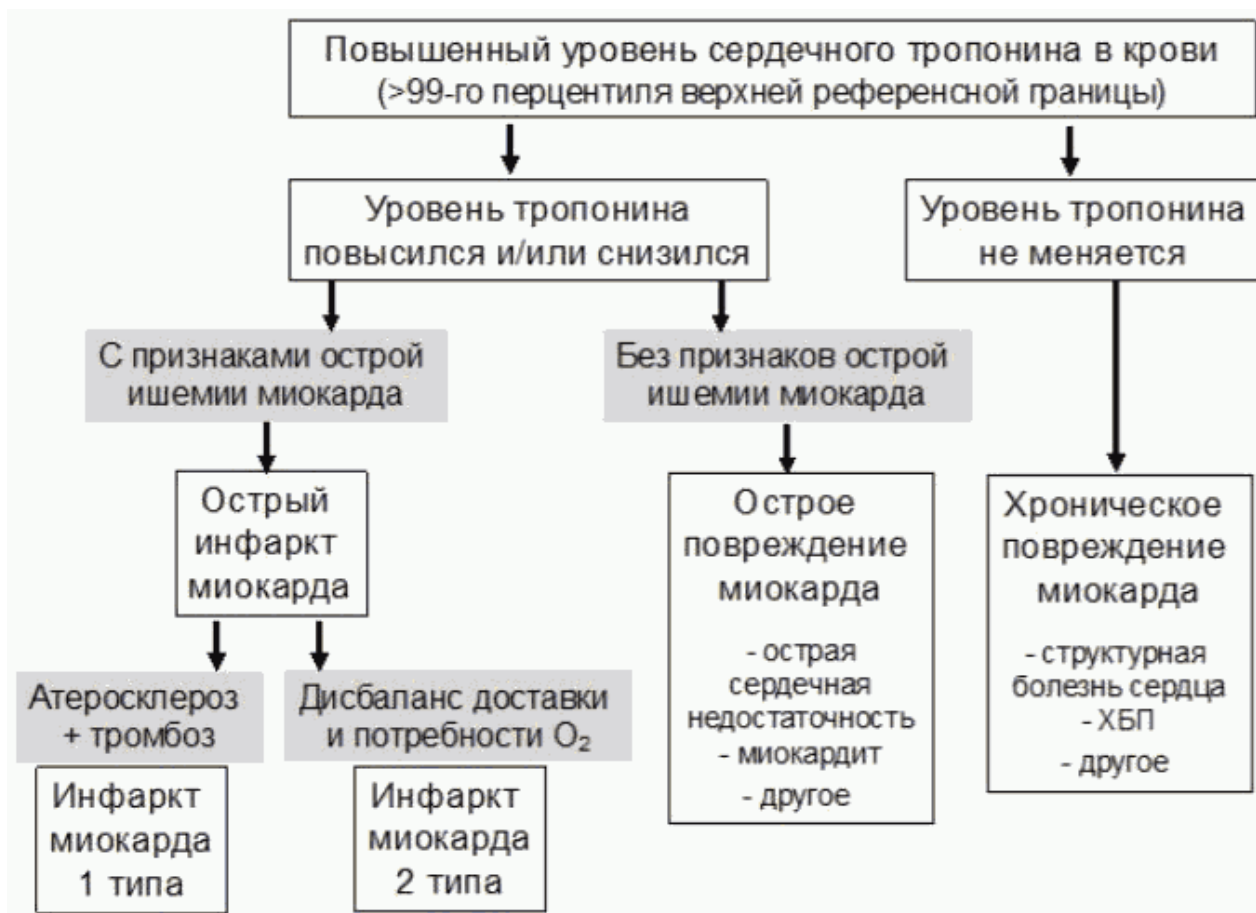 Повышенный уровень сердечного тропонина в крови
(>99-го перцентиля верхней референсной границы)
Уровень тропонина
повысился и/или снизился
Уровень тропонина
не меняется
С признаками острой
ишемии миокарда
Без признаков острой
ишемии миокарда
Острый
инфаркт
миокарда
Острое
повреждение
миокарда
- острая
сердечная
недостаточность
- миокардит
- другое
Хроническое
повреждение
миокарда
- структурная
болезнь сердца
- ХБП
- другое
Атеросклероз
+ тромбоз
Дисбаланс доставки
и потребности O₂
Инфаркт
миокарда
1 типа
Инфаркт
миокарда
2 типа